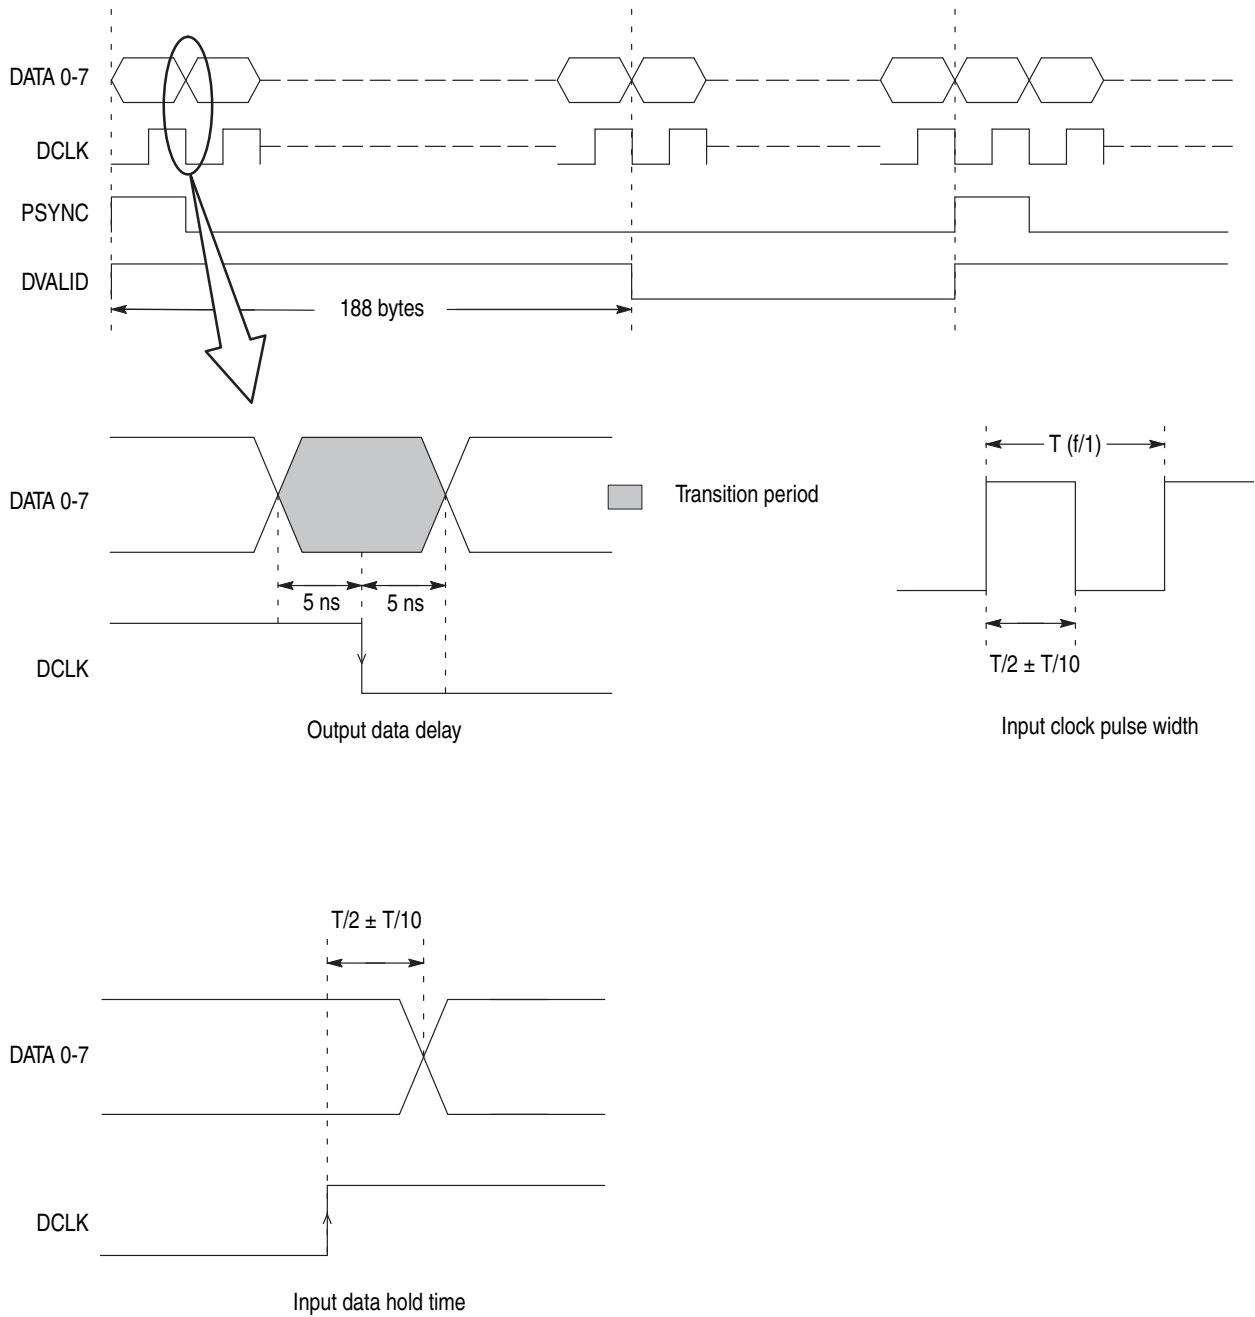 DATA 0-7
DCLK
PSYNC
DVALID
188 bytes
T (f/1)
DATA 0-7
Transition period
5 ns 5 ns
DCLK
T/2 ± T/10
Output data delay
Input clock pulse width
T/2 ± T/10
DATA 0-7
DCLK
Input data hold time